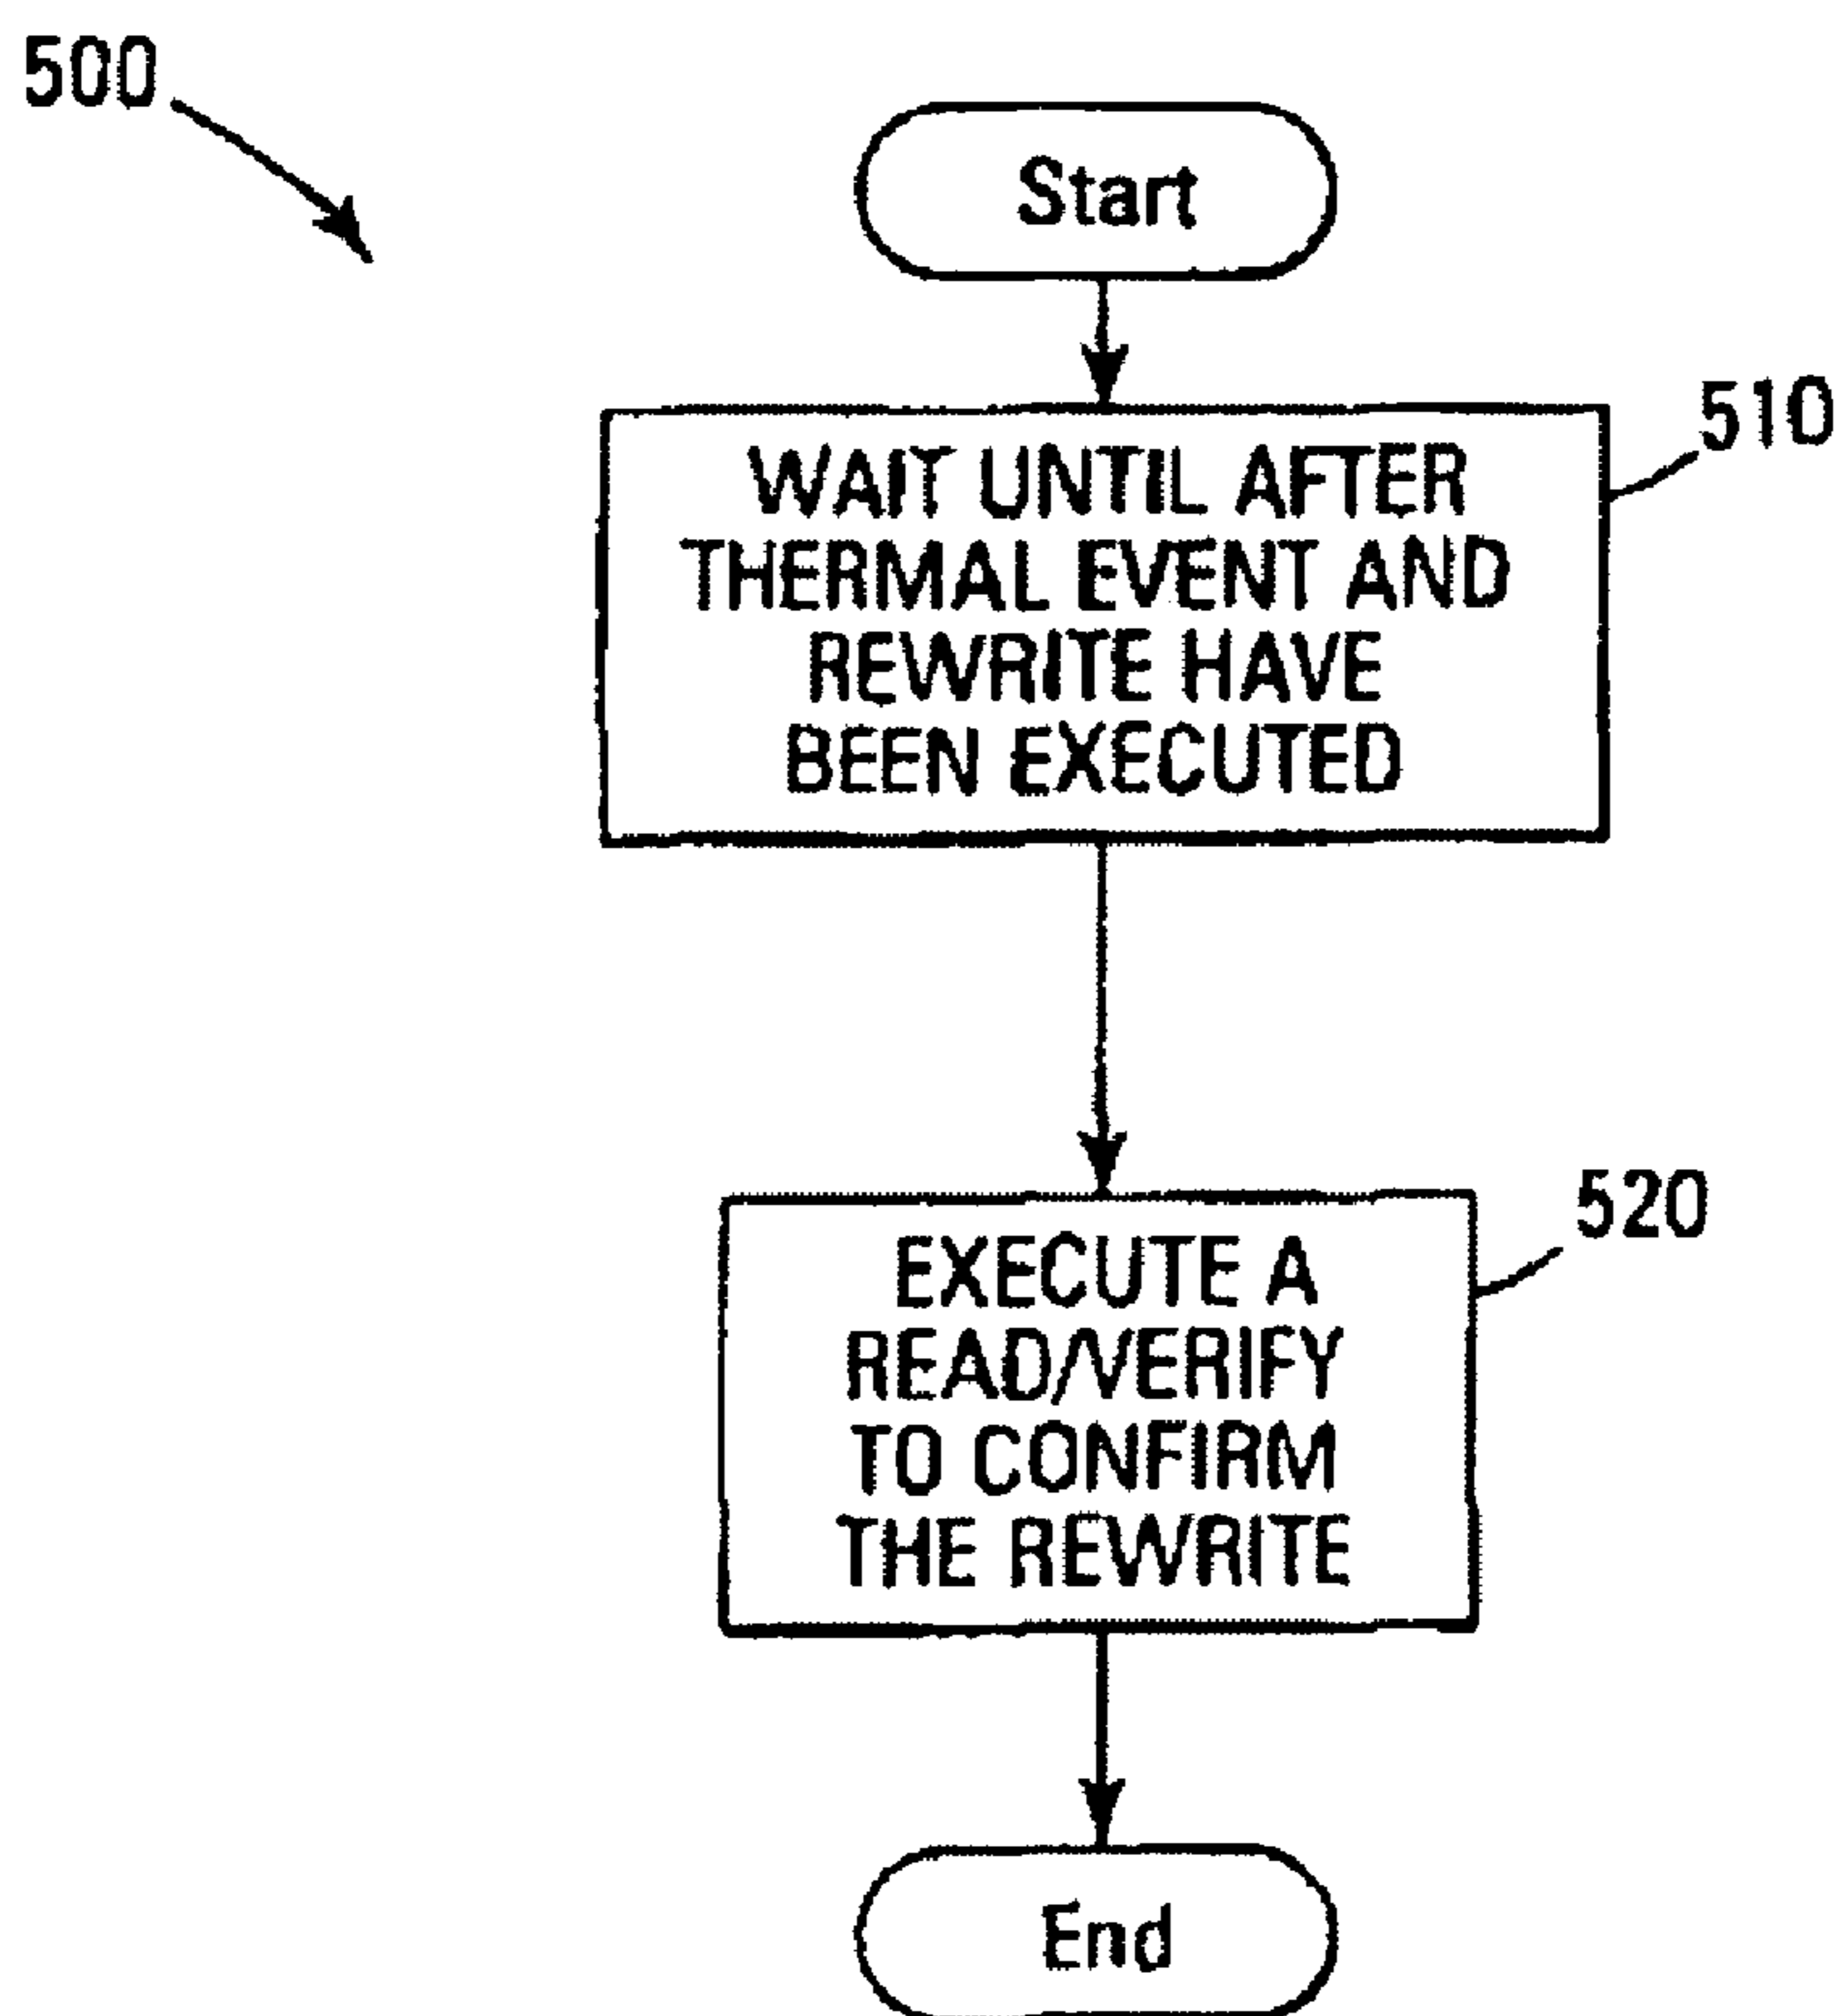 500
Start
510
WAIT UNTIL AFTER
THERMAL EVENT AND
REWRITE HAVE
BEEN EXECUTED
520
EXECUTE A
READ/VERIFY
TO CONFIRM
THE REWRITE
End